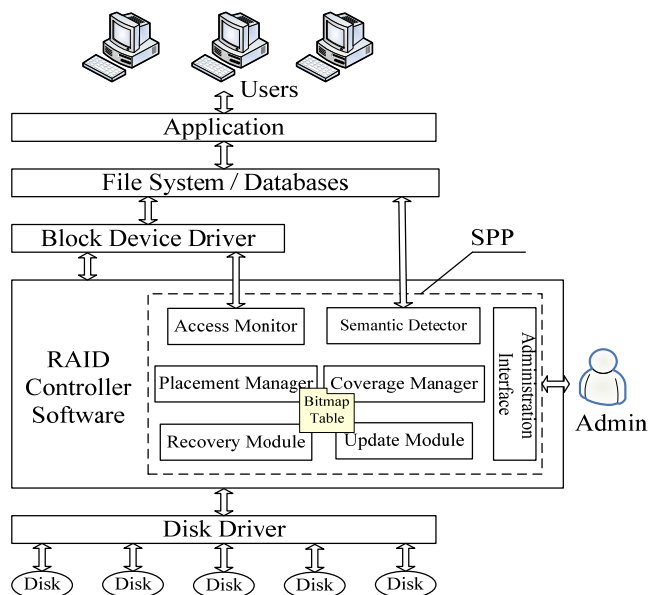 Users
Application
File System / Databases
Block Device Driver
SPP
RAID
Controller
Software
Access Monitor
Semantic Detector
Administration
Interface
Placement Manager
Coverage Manager
Bitmap
Table
Recovery Module
Update Module
Admin
Disk Driver
Disk
Disk
Disk
Disk
Disk